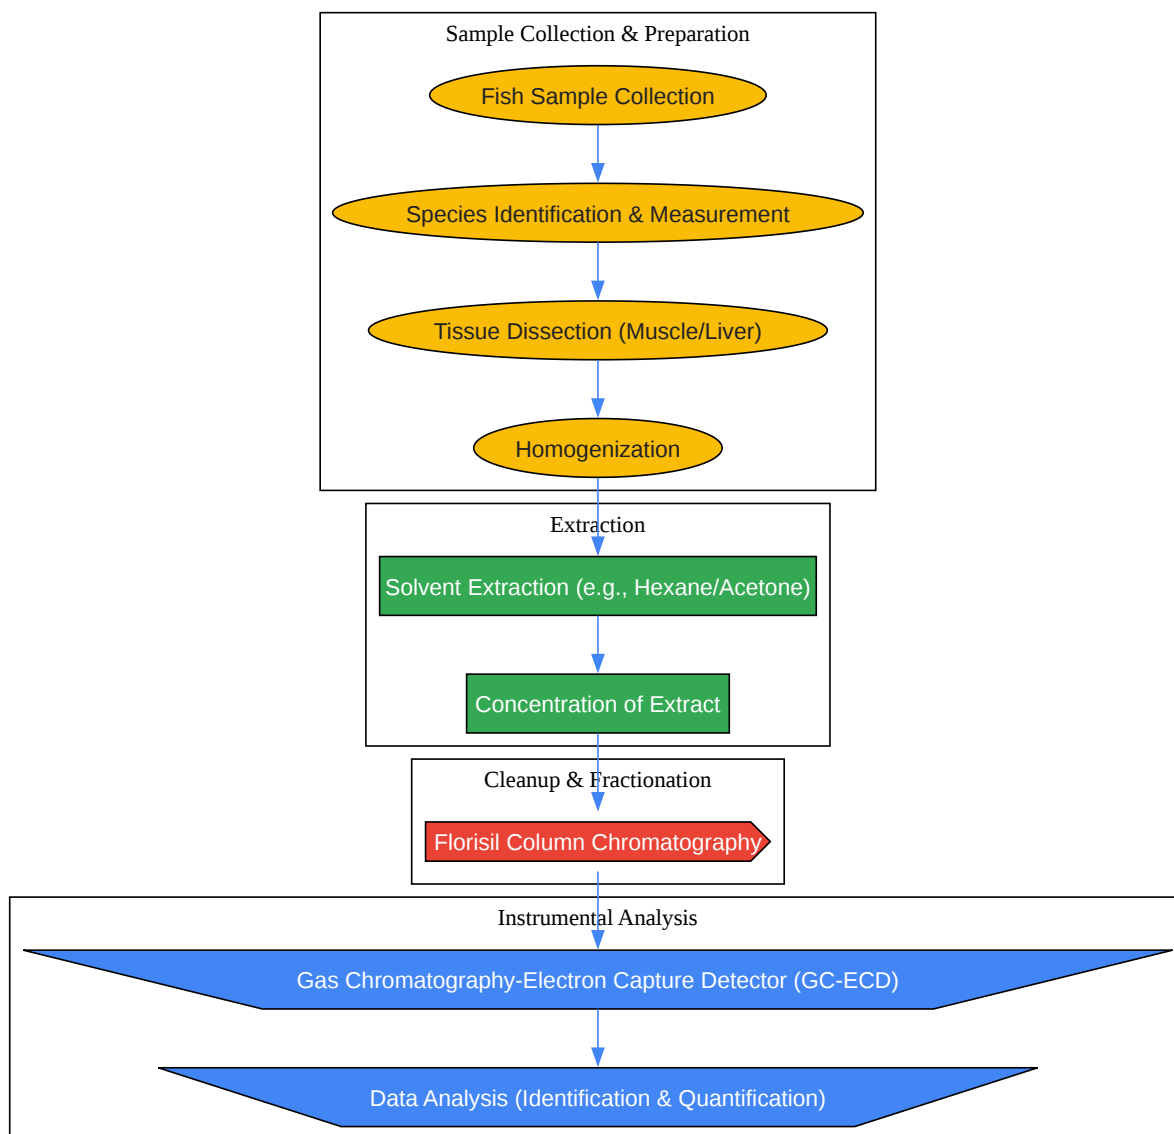 Sample Collection & Preparation
Fish Sample Collection
Species Identification & Measurement
Tissue Dissection (Muscle/Liver)
Homogenization
Extraction
Solvent Extraction (e.g., Hexane/Acetone)
Concentration of Extract
Cleanup & Fractionation
Florisil Column Chromatography
Instrumental Analysis
Gas Chromatography-Electron Capture Detector (GC-ECD)
Data Analysis (Identification & Quantification)